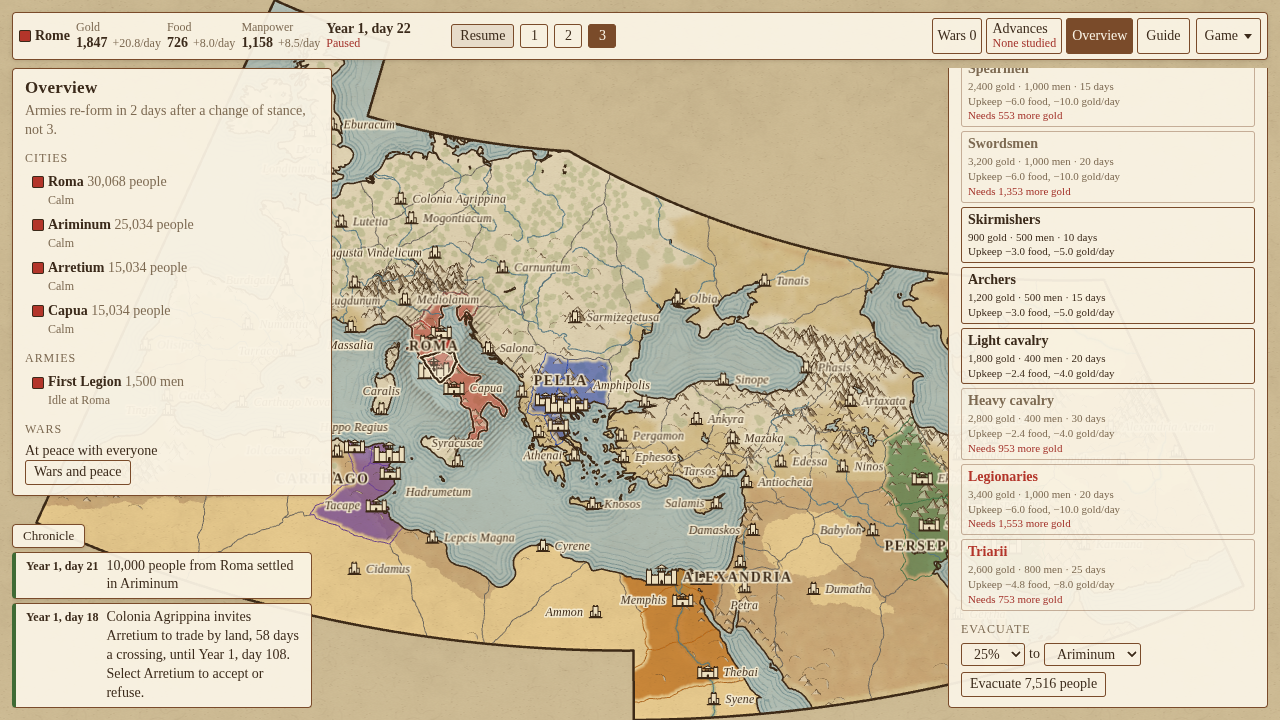 Rome
Gold
1,847 +20.8/day
Food
726 +8.0/day
Manpower
1,158 +8.5/day
Year 1, day 22
Paused
Resume
1
2
3
Wars 0
Advances
None studied
Overview
Guide
Game
Overview
Armies re-form in 2 days after a change of stance,
not 3.
CITIES
Roma 30,068 people
Calm
Ariminum 25,034 people
Calm
Arretium 15,034 people
Calm
Capua 15,034 people
Calm
ARMIES
First Legion 1,500 men
Idle at Roma
WARS
At peace with everyone
Wars and peace
Chronicle
Year 1, day 21 10,000 people from Roma settled
in Ariminum
Year 1, day 18 Colonia Agrippina invites
Arretium to trade by land, 58 days
a crossing, until Year 1, day 108.
Select Arretium to accept or
refuse.
Eburacum
Colonia Agrippina
Lutetia
Mogontiacum
Augusta Vindelicum
Carnuntum
Lugdunum
Mediolanum
Sarmizegetusa
Olbia
Tanais
Massalia
ROMA
Salona
Phasis
Caralis
Capua
PELLA
Amphipolis
Sinope
Artaxata
Hippo Regius
Syracusae
Athenai
Pergamon
Ankyra
Mazaka
Ephesos
Tarsos
Edessa
Ninos
CARTHAGO
Hadrumetum
Antiocheia
Tacape
Knosos
Salamis
Lepcis Magna
Cyrene
Damaskos
Babylon
PERSEP
Cidamus
ALEXANDRIA
Memphis
Petra
Dumatha
Ammon
Thebai
Syene
Spearmen
2,400 gold · 1,000 men · 15 days
Upkeep −6.0 food, −10.0 gold/day
Needs 553 more gold
Swordsmen
3,200 gold · 1,000 men · 20 days
Upkeep −6.0 food, −10.0 gold/day
Needs 1,353 more gold
Skirmishers
900 gold · 500 men · 10 days
Upkeep −3.0 food, −5.0 gold/day
Archers
1,200 gold · 500 men · 15 days
Upkeep −3.0 food, −5.0 gold/day
Light cavalry
1,800 gold · 400 men · 20 days
Upkeep −2.4 food, −4.0 gold/day
Heavy cavalry
2,800 gold · 400 men · 30 days
Upkeep −2.4 food, −4.0 gold/day
Needs 953 more gold
Legionaries
3,400 gold · 1,000 men · 20 days
Upkeep −6.0 food, −10.0 gold/day
Needs 1,553 more gold
Triarii
2,600 gold · 800 men · 25 days
Upkeep −4.8 food, −8.0 gold/day
Needs 753 more gold
EVACUATE
25% to Ariminum
Evacuate 7,516 people